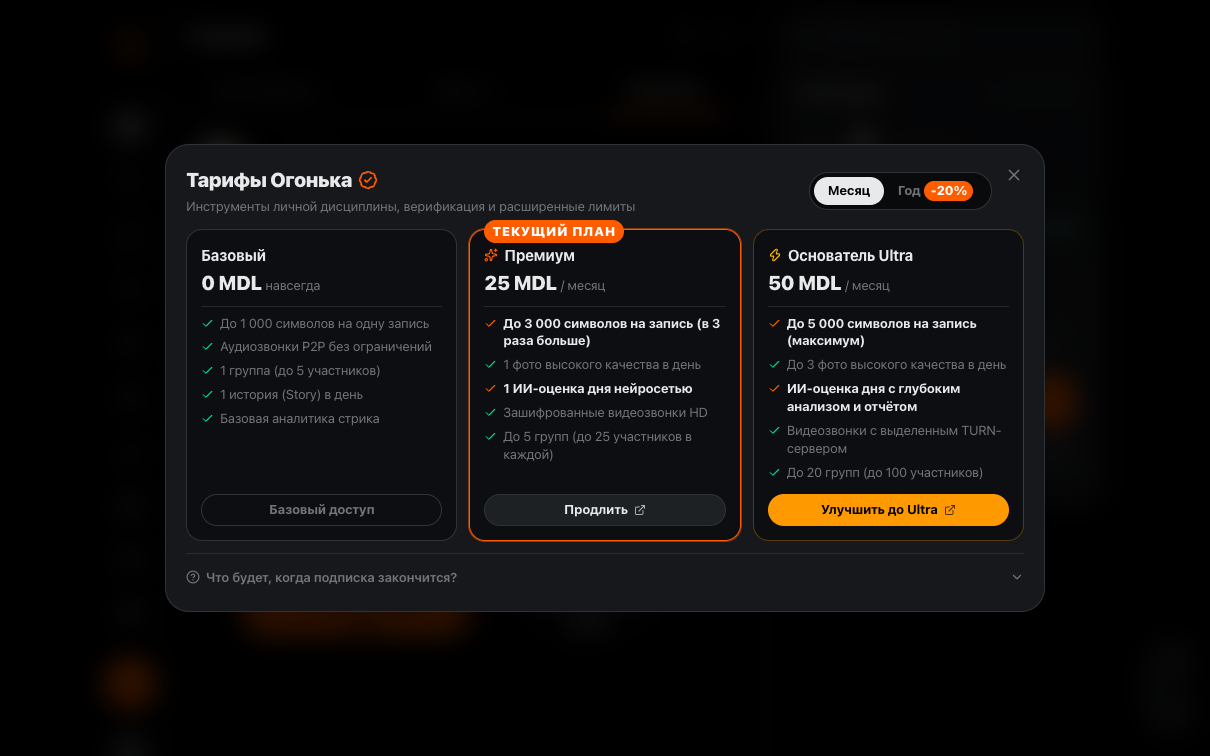 Тарифы Огонька
Инструменты личной дисциплины, верификация и расширенные лимиты
Месяц
Год -20%
Базовый
0 MDL навсегда
До 1 000 символов на одну запись
Аудиозвонки P2P без ограничений
1 группа (до 5 участников)
1 история (Story) в день
Базовая аналитика стрика
Базовый доступ
ТЕКУЩИЙ ПЛАН
Премиум
25 MDL / месяц
До 3 000 символов на запись (в 3
раза больше)
1 фото высокого качества в день
1 ИИ-оценка дня нейросетью
Зашифрованные видеозвонки HD
До 5 групп (до 25 участников в
каждой)
Продлить
Основатель Ultra
50 MDL / месяц
До 5 000 символов на запись
(максимум)
До 3 фото высокого качества в день
ИИ-оценка дня с глубоким
анализом и отчётом
Видеозвонки с выделенным TURN-
сервером
До 20 групп (до 100 участников)
Улучшить до Ultra
Что будет, когда подписка закончится?